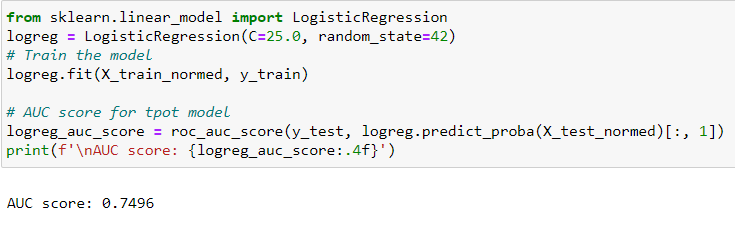 from sklearn.linear_model import LogisticRegression
logreg = LogisticRegression(C=25.0, random_state=42)
# Train the model
logreg.fit(X_train_normed, y_train)
# AUC score for tpot model
logreg_auc_score = roc_auc_score(y_test, logreg.predict_proba(X_test_normed)[:, 1])
print(f'\nAUC score: {logreg_auc_score:.4f}')
AUC score: 0.7496